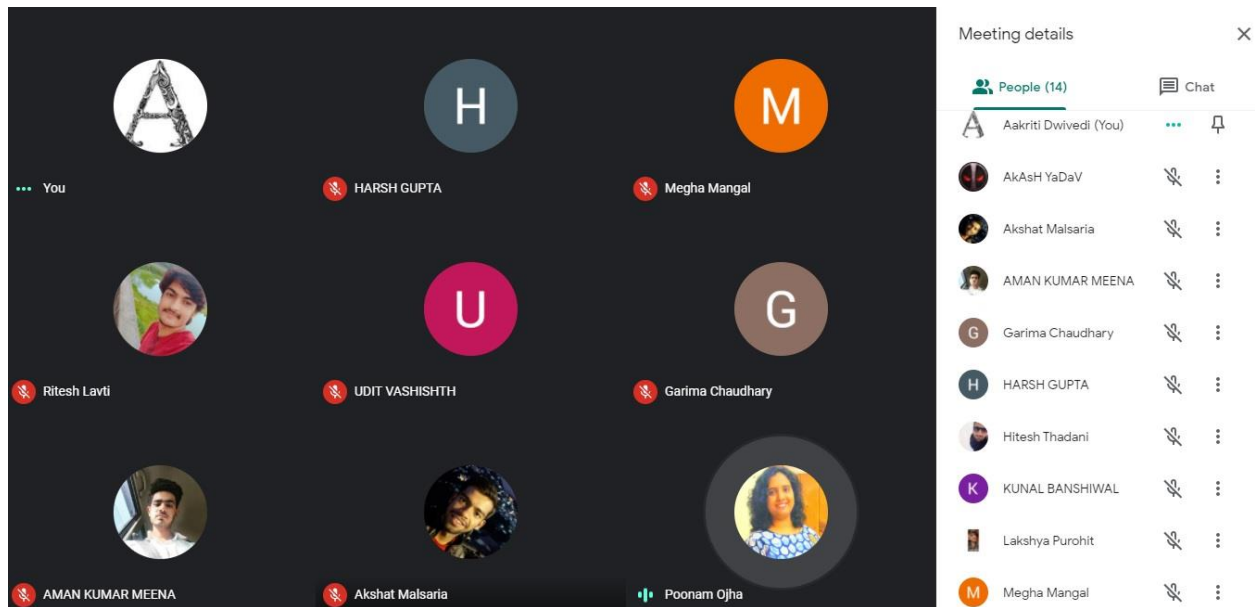 A
H
M
You
HARSH GUPTA
Megha Mangal
U
G
Ritesh Lavti
UDIT VASHISHTH
Garima Chaudhary
AMAN KUMAR MEENA
Akshat Malsaria
Poonam Ojha
Meeting details
People (14)
Chat
A
Aakriti Dwivedi (You)
AkAsH YaDaV
Akshat Malsaria
AMAN KUMAR MEENA
G
Garima Chaudhary
H
HARSH GUPTA
Hitesh Thadani
K
KUNAL BANSHIWAL
Lakshya Purohit
M
Megha Mangal